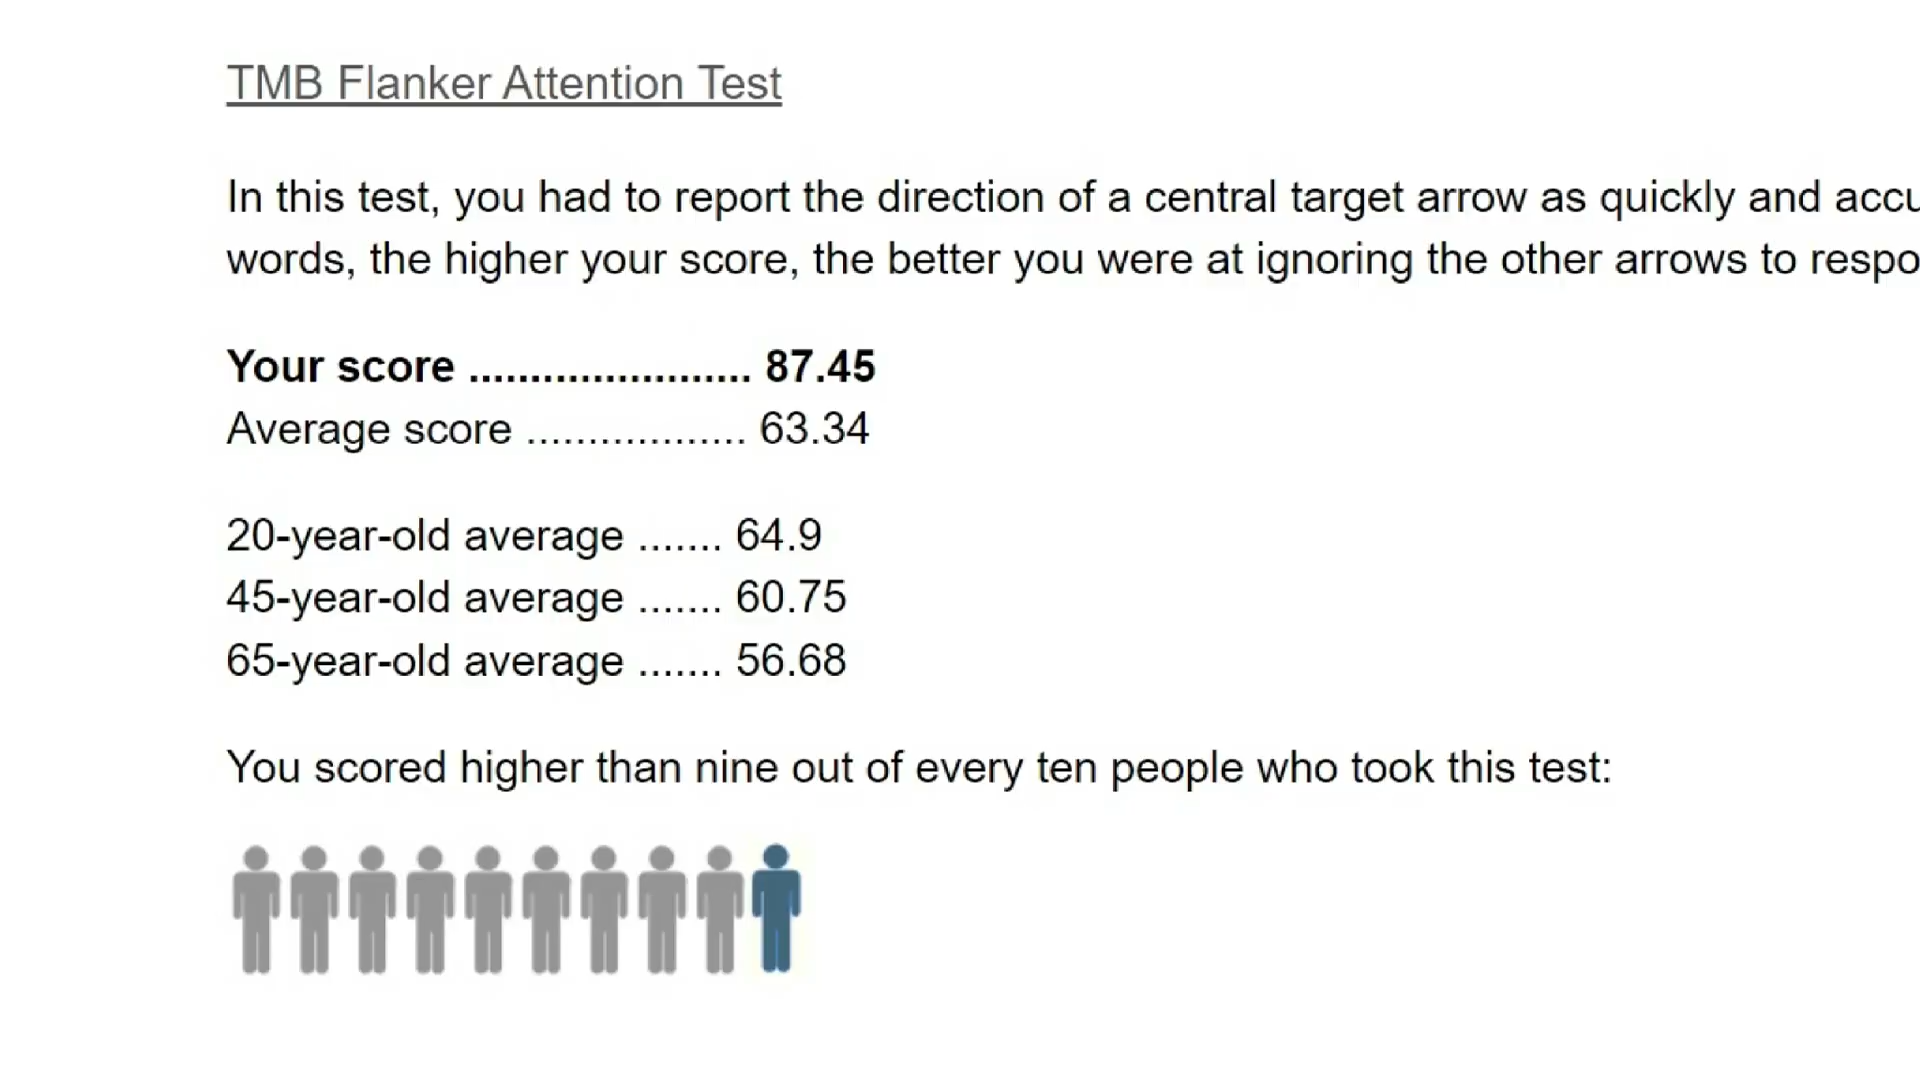 TMB Flanker Attention Test
In this test, you had to report the direction of a central target arrow as quickly and accu
words, the higher your score, the better you were at ignoring the other arrows to respo
Your score ....................... 87.45
Average score .................. 63.34
20-year-old average ....... 64.9
45-year-old average ....... 60.75
65-year-old average ....... 56.68
You scored higher than nine out of every ten people who took this test: